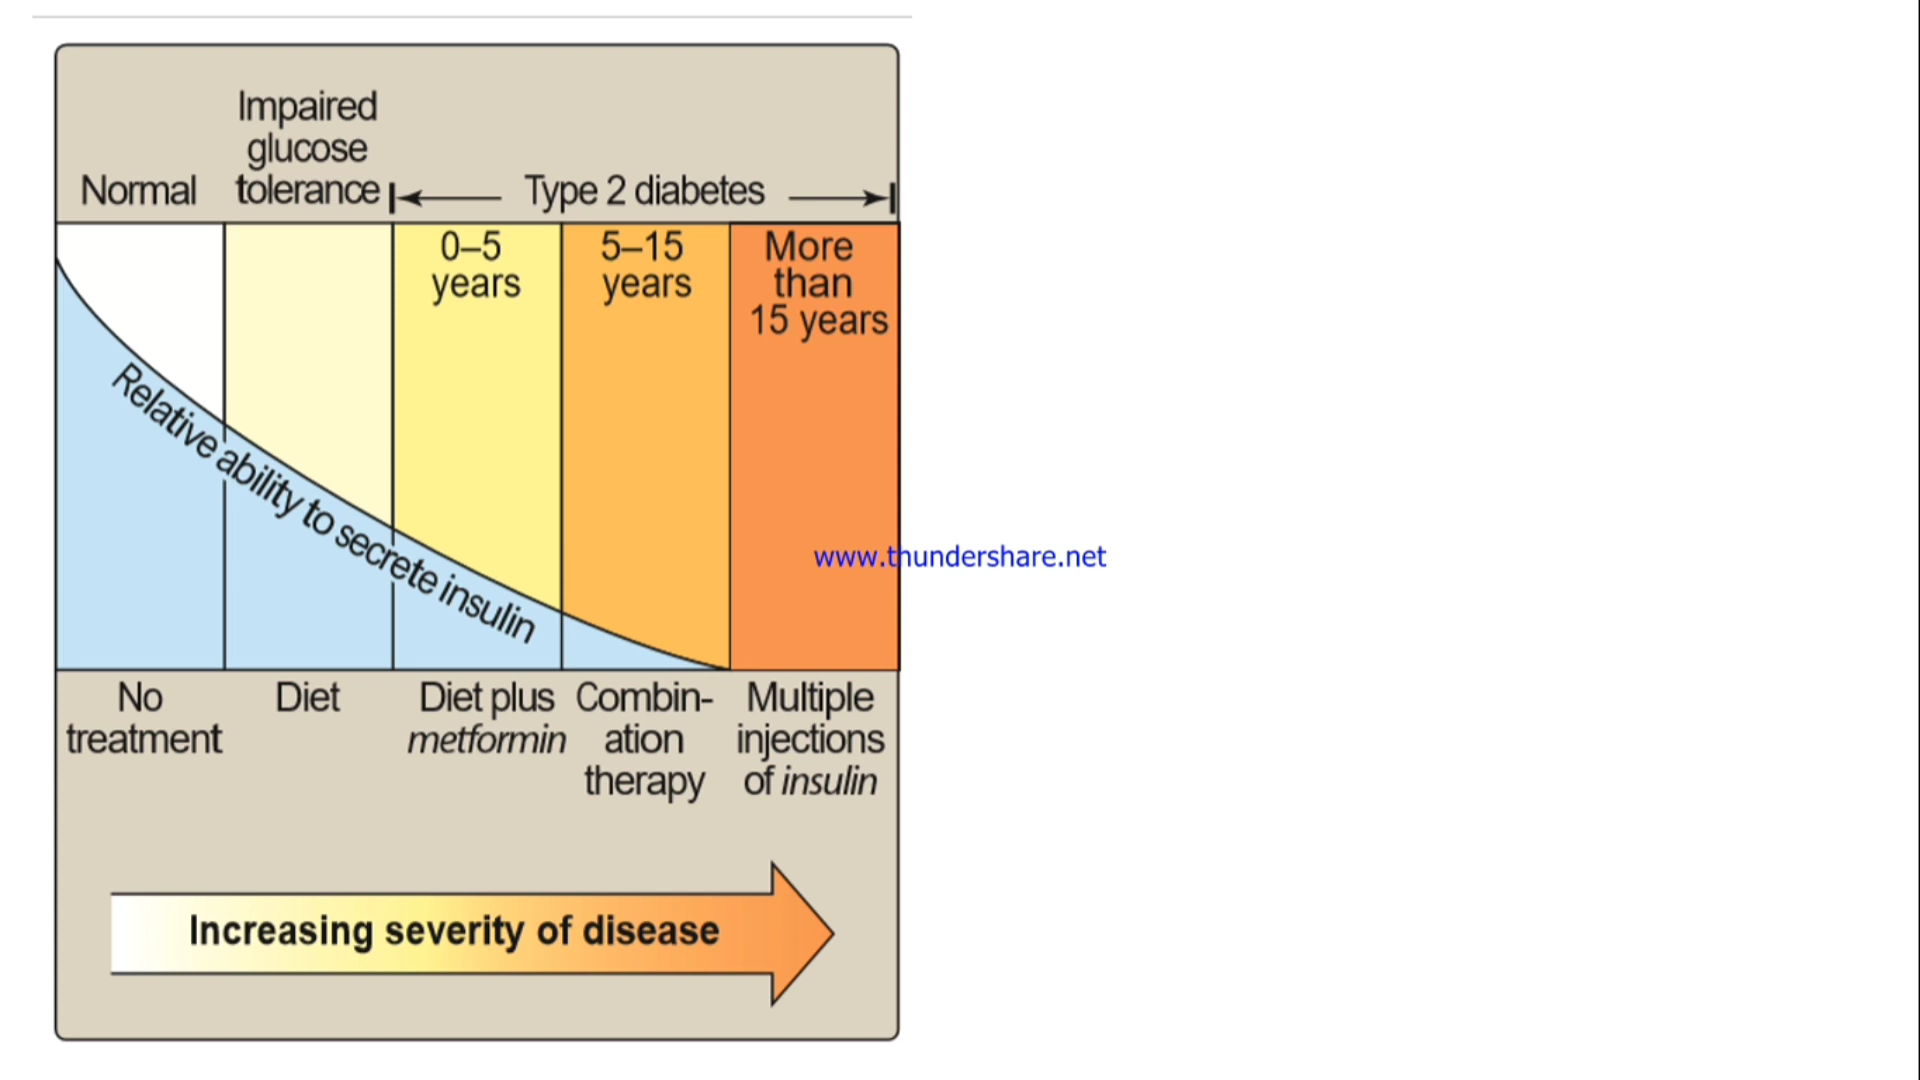 Impaired
glucose
Normal tolerance Type 2 diabetes
0–5
years
5–15
years
More
than
15 years
Relative ability to secrete insulin
www.thundershare.net
No
treatment
Diet
Diet plus
metformin
Combin-
ation
therapy
Multiple
injections
of insulin
Increasing severity of disease